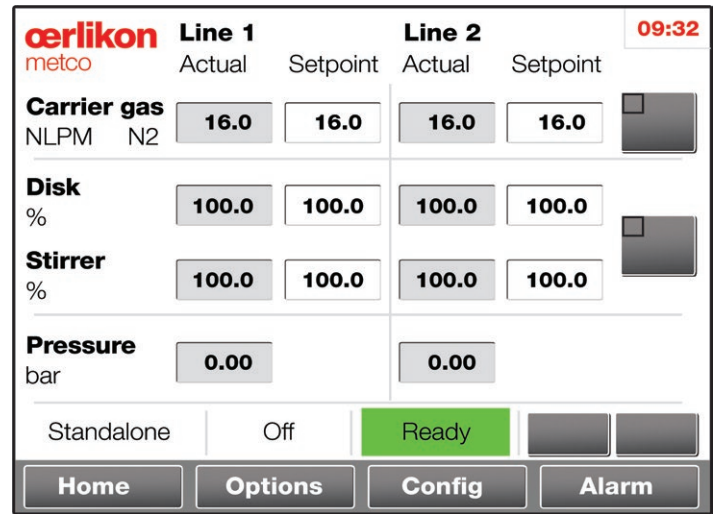 œrlikon
metco
Line 1 Line 2 09:32
Actual Setpoint Actual Setpoint
Carrier gas
NLPM N2
16.0 16.0 16.0 16.0
Disk
%
100.0 100.0 100.0 100.0
Stirrer
%
100.0 100.0 100.0 100.0
Pressure
bar
0.00 0.00
Standalone Off Ready
Home Options Config Alarm